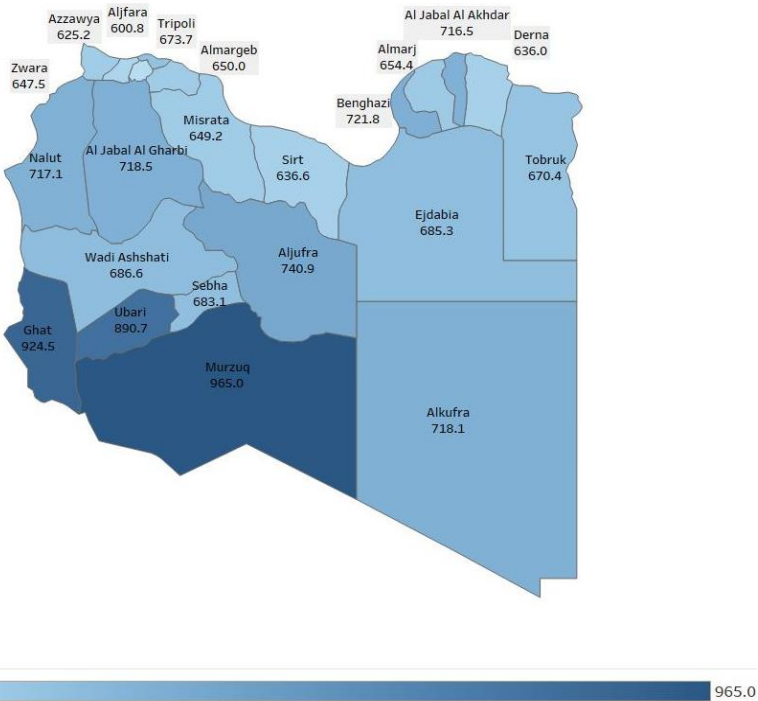 Aljfara
600.8
Azzawya
625.2
Tripoli
673.7
Almargeb
650.0
Zwara
647.5
Al Jabal Al Akhdar
716.5
Derna
636.0
Almarj
654.4
Benghazi
721.8
Misrata
649.2
Nalut
717.1
Al Jabal Al Gharbi
718.5
Sirt
636.6
Tobruk
670.4
Ejdabia
685.3
Wadi Ashshati
686.6
Aljufra
740.9
Sebha
683.1
Ubari
890.7
Ghat
924.5
Murzuq
965.0
Alkufra
718.1
965.0